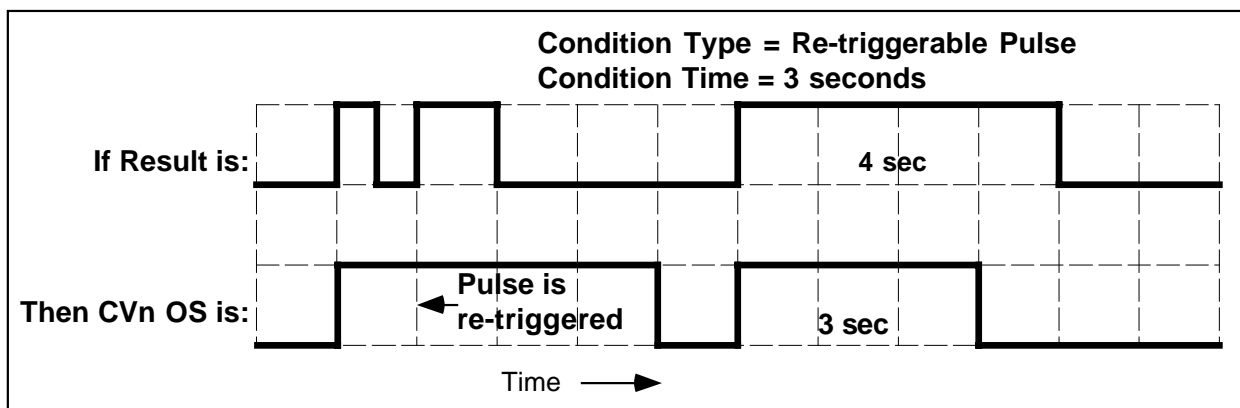 Condition Type = Re-triggerable Pulse
Condition Time = 3 seconds
If Result is:
4 sec
Then CVn OS is:
Pulse is
re-triggered
3 sec
Time